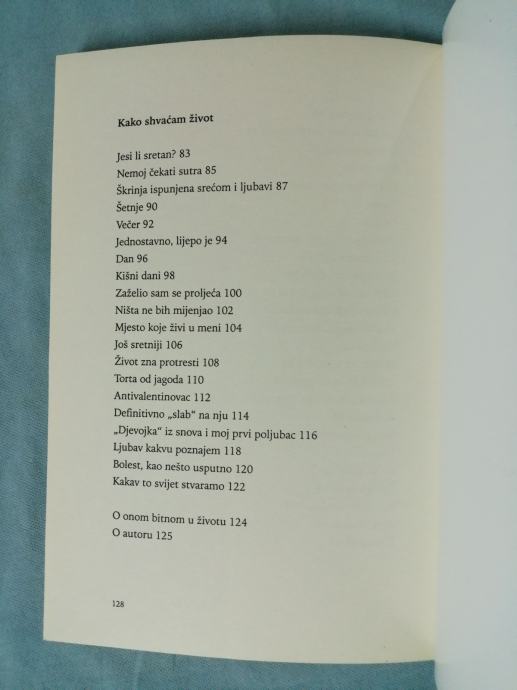 Kako shvaćam život
Jesi li sretan? 83
Nemoj čekati sutra 85
Škrinja ispunjena srećom i ljubavi 87
Šetnje 90
Večer 92
Jednostavno, lijepo je 94
Dan 96
Kišni dani 98
Zaželio sam se proljeća 100
Ništa ne bih mijenjao 102
Mjesto koje živi u meni 104
Još sretniji 106
Život zna protresti 108
Torta od jagoda 110
Antivalentinovac 112
Definitivno „slab“ na nju 114
„Djevojka“ iz snova i moj prvi poljubac 116
Ljubav kakvu poznajem 118
Bolest, kao nešto usputno 120
Kakav to svijet stvaramo 122
O onom bitnom u životu 124
O autoru 125
128